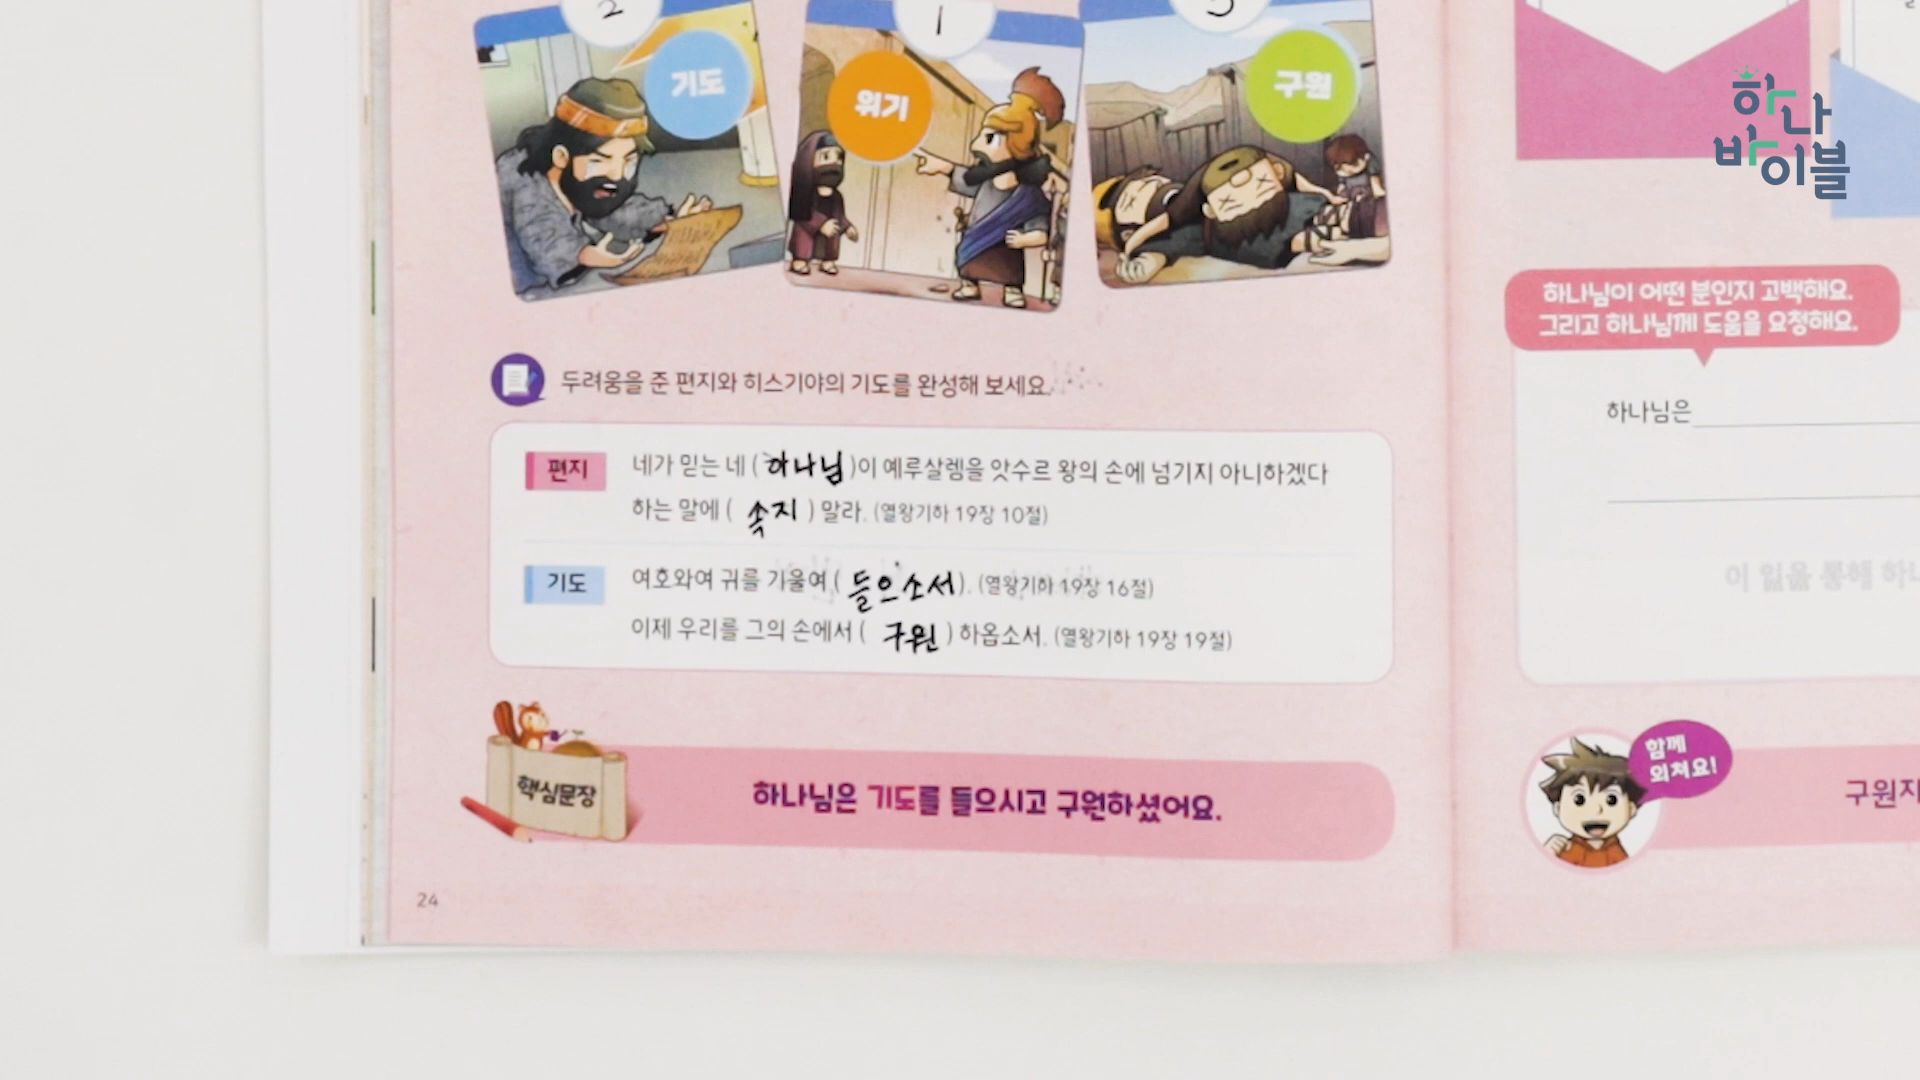 2
1
3
기도
위기
구원
하나
바이블
두려움을 준 편지와 히스기야의 기도를 완성해 보세요.
편지
네가 믿는 네 ( 하나님 )이 예루살렘을 앗수르 왕의 손에 넘기지 아니하겠다
하는 말에 ( 속지 ) 말라. (열왕기하 19장 10절)
기도
여호와여 귀를 기울여 ( 들으소서 ). (열왕기하 19장 16절)
이제 우리를 그의 손에서 ( 구원 ) 하옵소서. (열왕기하 19장 19절)
핵심문장
하나님은 기도를 들으시고 구원하셨어요.
24
하나님이 어떤 분인지 고백해요.
그리고 하나님께 도움을 요청해요.
하나님은
이 일을 통해 하나
함께
외쳐요!